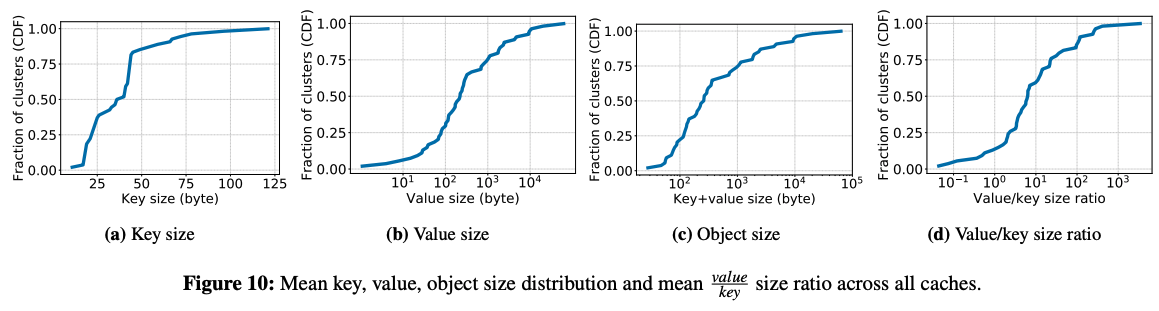 Fraction of clusters (CDF)
1.00
0.75
0.50
0.25
0.00
25 50 75 100 125
Key size (byte)
(a) Key size
Fraction of clusters (CDF)
1.00
0.75
0.50
0.25
0.00
10¹ 10² 10³ 10⁴
Value size (byte)
(b) Value size
Fraction of clusters (CDF)
1.00
0.75
0.50
0.25
0.00
10² 10³ 10⁴ 10⁵
Key+value size (byte)
(c) Object size
Fraction of clusters (CDF)
1.00
0.75
0.50
0.25
0.00
10⁻¹ 10⁰ 10¹ 10² 10³
Value/key size ratio
(d) Value/key size ratio
Figure 10: Mean key, value, object size distribution and mean value/key size ratio across all caches.